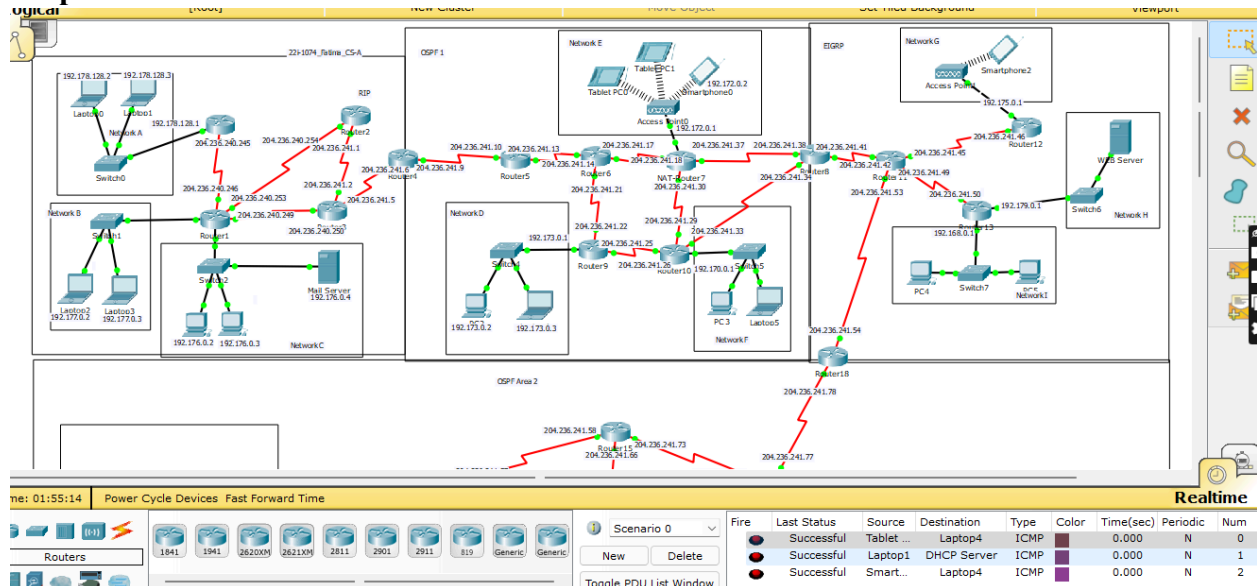 ogical
[Root]
New Cluster
Move Object
Set Tiled Background
Viewport
22I-1074_Fatima_CS-A
OSPF 1
EIGRP
RIP
Network E
Tablet PC1
Tablet PC0
Smartphone0
192.172.0.2
Access Point0
192.172.0.1
Network G
Smartphone2
Access Point
192.175.0.1
192.178.128.2
192.178.128.3
Laptop0
Laptop1
192.178.128.1
Network A
Switch0
204.236.240.245
204.236.240.254
Router2
204.236.241.1
204.236.241.6
Router4
204.236.241.9
204.236.241.10
Router5
204.236.241.13
204.236.241.14
Router6
204.236.241.17
204.236.241.18
NAT-Router7
204.236.241.37
204.236.241.38
Router8
204.236.241.41
204.236.241.42
204.236.241.45
204.236.241.46
Router12
204.236.241.34
204.236.241.49
204.236.241.53
204.236.241.50
Router13
192.179.0.1
WEB Server
Switch6
Network H
204.236.240.246
204.236.240.253
204.236.241.2
204.236.241.5
204.236.240.249
204.236.240.250
204.236.241.21
204.236.241.30
204.236.241.22
204.236.241.29
204.236.241.33
204.236.241.25
204.236.241.26
Network B
Switch1
Router1
Laptop2
Laptop3
192.177.0.2
192.177.0.3
Switch2
Mail Server
192.176.0.4
192.176.0.2
192.176.0.3
Network C
Network D
192.173.0.1
Switch4
Router9
192.173.0.2
192.173.0.3
Router10
192.170.0.1
Switch5
PC3
Laptop5
Network F
192.168.0.1
PC4
Switch7
PC5
Network I
204.236.241.54
Router18
204.236.241.78
OSPF Area 2
204.236.241.58
Router15
204.236.241.73
204.236.241.66
204.236.241.77
me: 01:55:14
Power Cycle Devices Fast Forward Time
Realtime
Routers
1841 1941 2620XM 2621XM 2811 2901 2911 819 Generic Generic
Scenario 0
New Delete
Toggle PDU List Window
Fire Last Status Source Destination Type Color Time(sec) Periodic Num
Successful Tablet ... Laptop4 ICMP 0.000 N 0
Successful Laptop1 DHCP Server ICMP 0.000 N 1
Successful Smart... Laptop4 ICMP 0.000 N 2